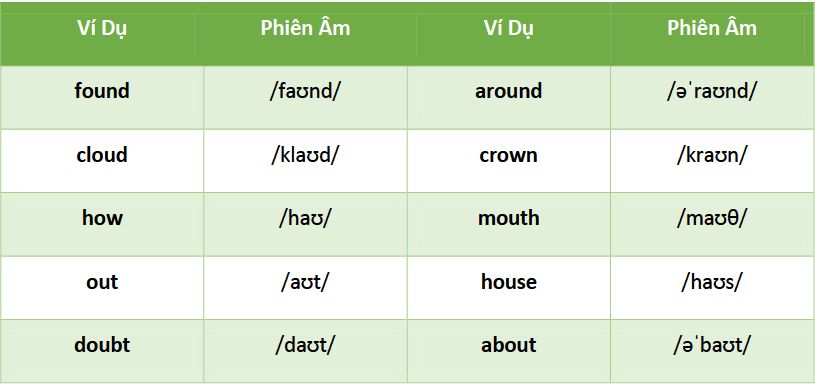 Ví Dụ Phiên Âm Ví Dụ Phiên Âm
found /faʊnd/ around /əˈraʊnd/
cloud /klaʊd/ crown /kraʊn/
how /haʊ/ mouth /maʊθ/
out /aʊt/ house /haʊs/
doubt /daʊt/ about /əˈbaʊt/